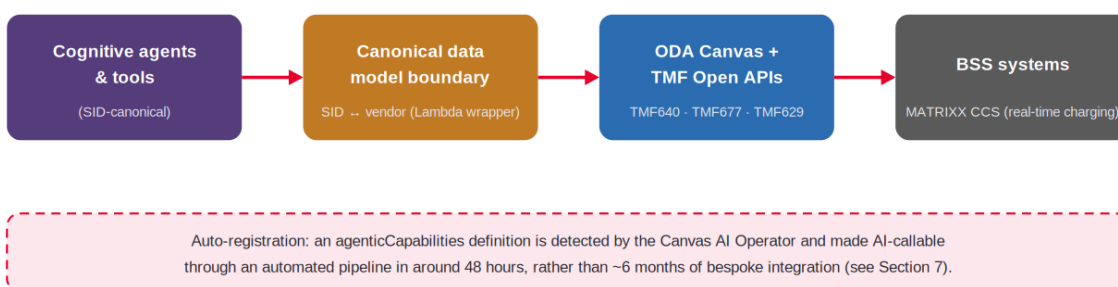 Cognitive agents
& tools
(SID-canonical)
Canonical data
model boundary
SID ↔ vendor (Lambda wrapper)
ODA Canvas +
TMF Open APIs
TMF640 · TMF677 · TMF629
BSS systems
MATRIXX CCS (real-time charging)
Auto-registration: an agenticCapabilities definition is detected by the Canvas AI Operator and made AI-callable
through an automated pipeline in around 48 hours, rather than ~6 months of bespoke integration (see Section 7).